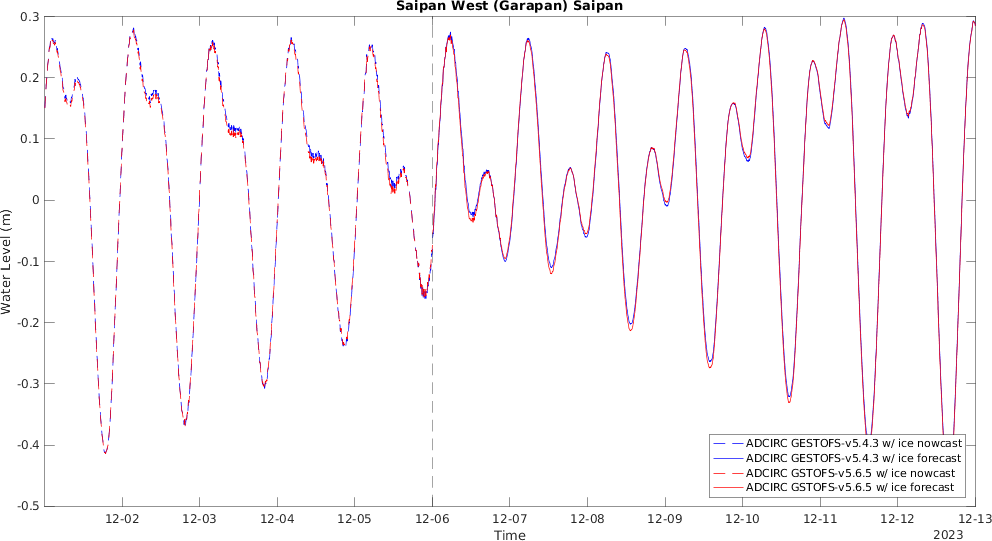 Saipan West (Garapan) Saipan
0.3
0.2
0.1
0
-0.1
-0.2
-0.3
-0.4
-0.5
Water Level (m)
ADCIRC GESTOFS-v5.4.3 w/ ice nowcast
ADCIRC GESTOFS-v5.4.3 w/ ice forecast
ADCIRC GSTOFS-v5.6.5 w/ ice nowcast
ADCIRC GSTOFS-v5.6.5 w/ ice forecast
12-02 12-03 12-04 12-05 12-06 12-07 12-08 12-09 12-10 12-11 12-12 12-13
Time
2023